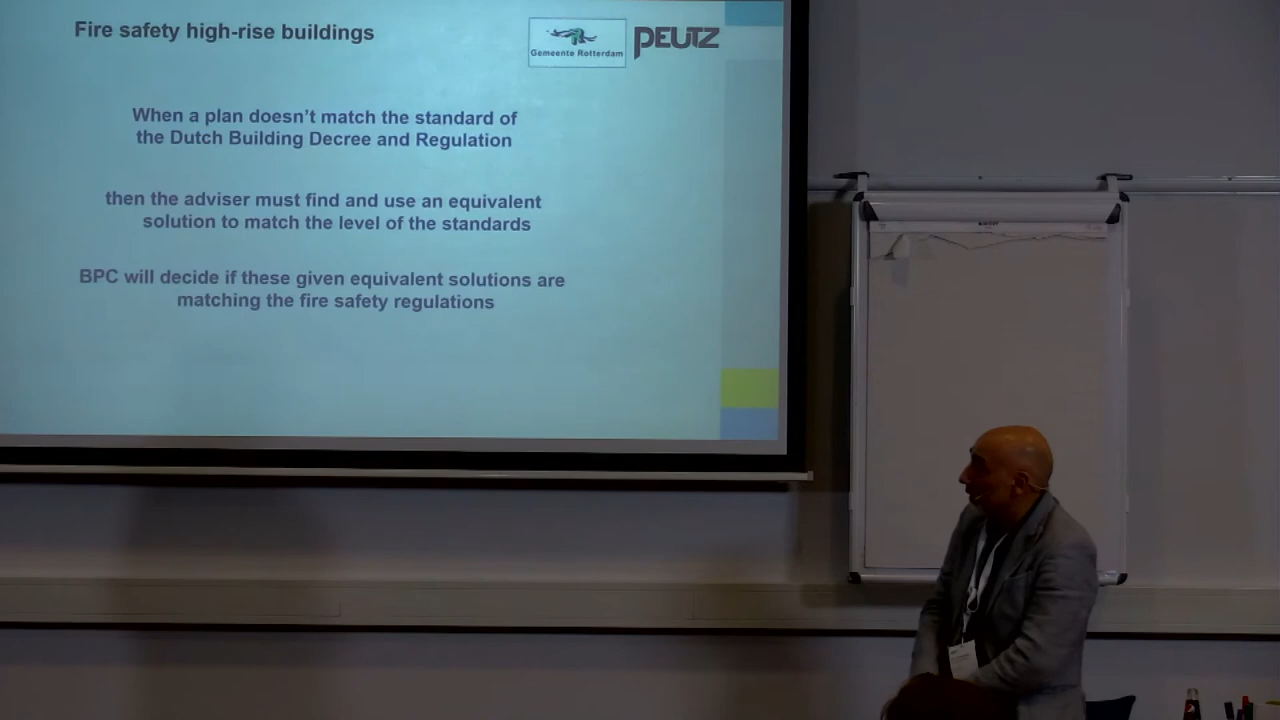 Fire safety high-rise buildings
Gemeente Rotterdam
PEUTZ
When a plan doesn't match the standard of
the Dutch Building Decree and Regulation
then the adviser must find and use an equivalent
solution to match the level of the standards
BPC will decide if these given equivalent solutions are
matching the fire safety regulations